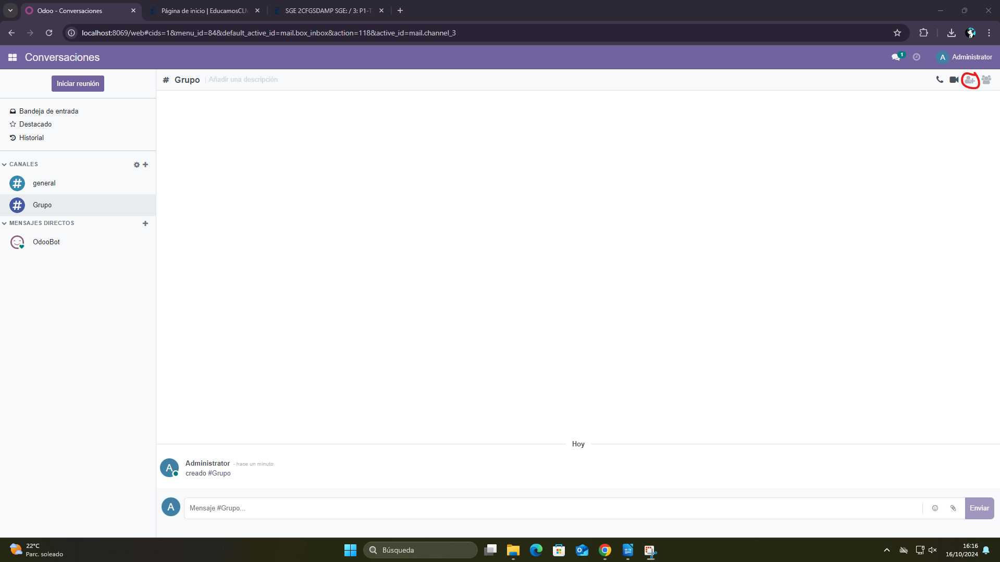 Odoo - Conversaciones
Página de inicio | EducamosCLM
SGE 2CFGSDAMP SGE: / 3: P1-T
localhost:8069/web#cids=1&menu_id=84&default_active_id=mail.box_inbox&action=118&active_id=mail.channel_3
Conversaciones
1
A Administrator
Iniciar reunión
# Grupo
Añadir una descripción
Bandeja de entrada
Destacado
Historial
CANALES
# general
# Grupo
MENSAJES DIRECTOS
OdooBot
Hoy
A
Administrator - hace un minuto
creado #Grupo
A
Mensaje #Grupo...
Enviar
22°C
Parc. soleado
Búsqueda
16:16
16/10/2024